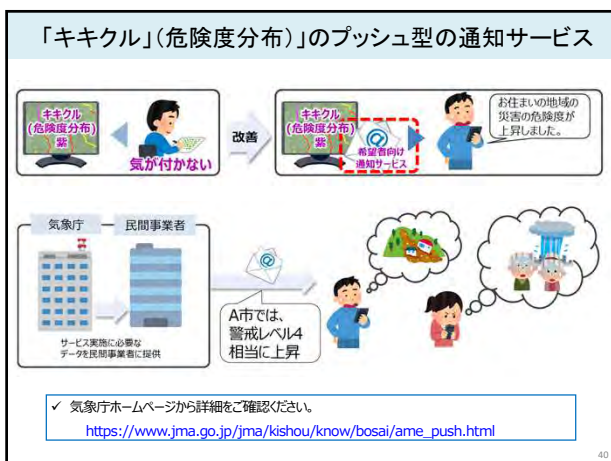 「キキクル」(危険度分布)」のプッシュ型の通知サービス
キキクル
(危険度分布)
紫
気が付かない
改善
キキクル
(危険度分布)
紫
@
希望者向け
通知サービス
お住まいの地域の
災害の危険度が
上昇しました。
気象庁
民間事業者
サービス実施に必要な
データを民間事業者に提供
@
A市では、
警戒レベル4
相当に上昇
✓ 気象庁ホームページから詳細をご確認ください。
https://www.jma.go.jp/jma/kishou/know/bosai/ame_push.html
40